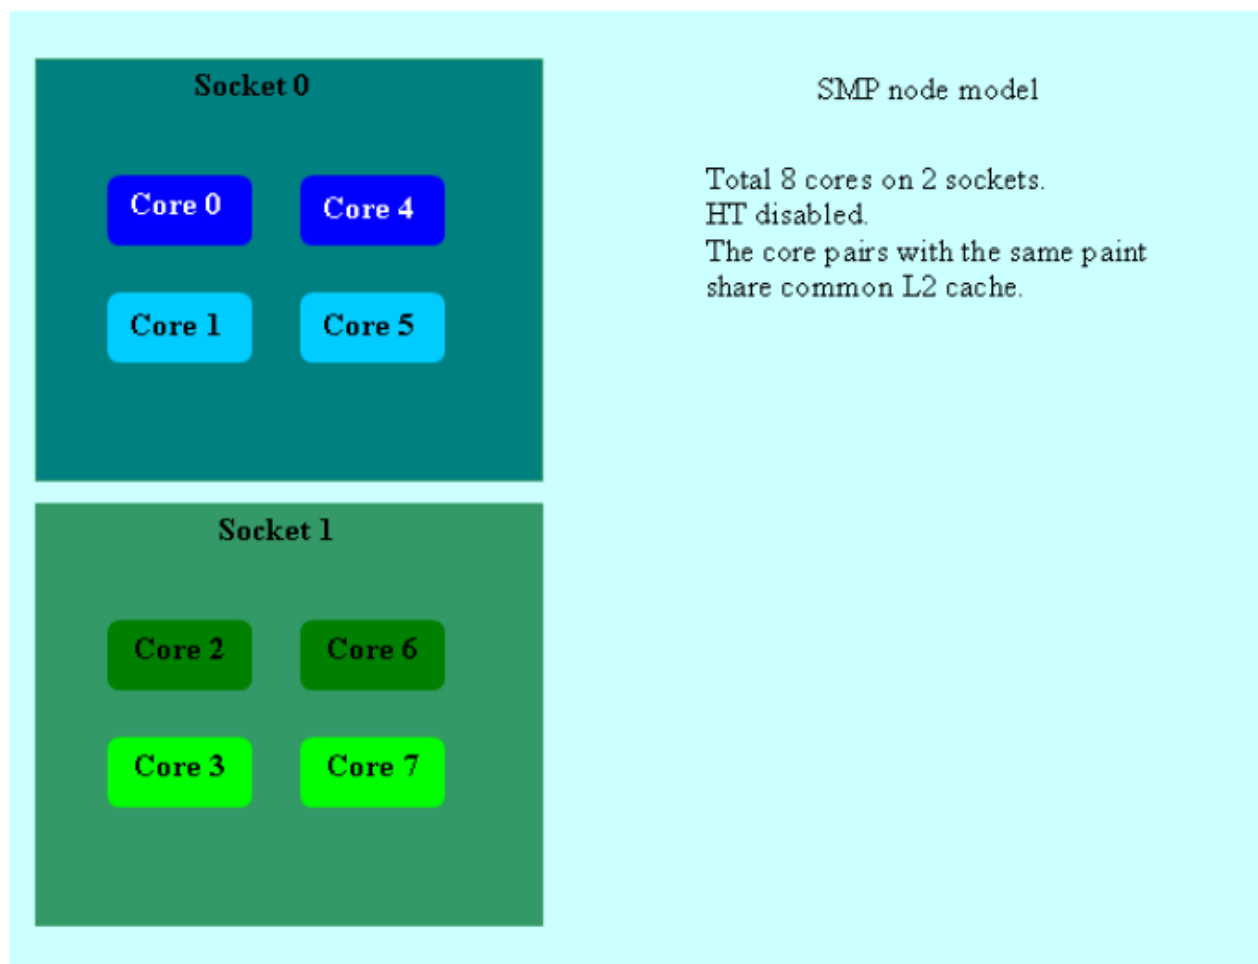 Socket 0
SMP node model
Core 0
Core 4
Core 1
Core 5
Total 8 cores on 2 sockets.
HT disabled.
The core pairs with the same paint
share common L2 cache.
Socket 1
Core 2
Core 6
Core 3
Core 7